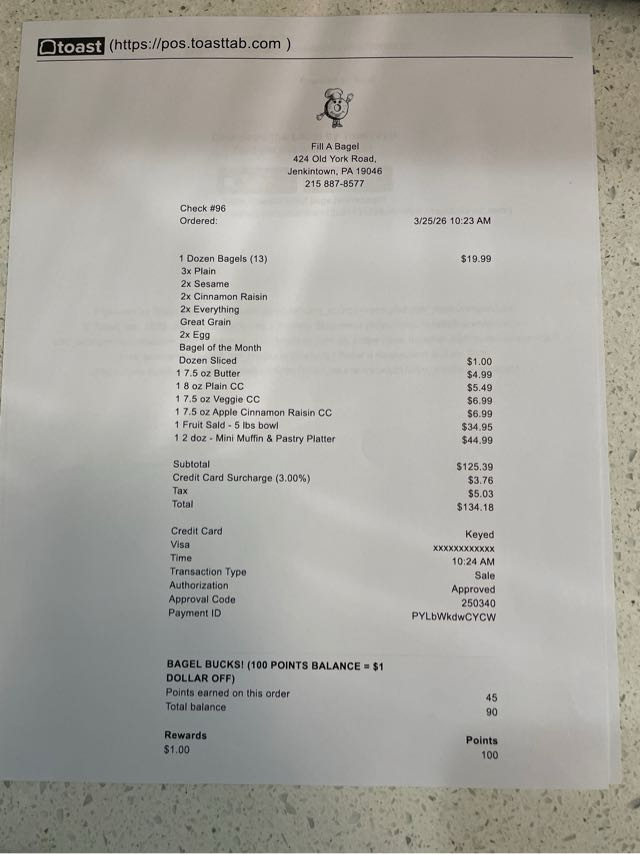 toast (https://pos.toasttab.com )
Fill A Bagel
424 Old York Road,
Jenkintown, PA 19046
215 887-8577
Check #96
Ordered: 3/25/26 10:23 AM
1 Dozen Bagels (13) $19.99
3x Plain
2x Sesame
2x Cinnamon Raisin
2x Everything
Great Grain
2x Egg
Bagel of the Month
Dozen Sliced $1.00
1 7.5 oz Butter $4.99
1 8 oz Plain CC $5.49
1 7.5 oz Veggie CC $6.99
1 7.5 oz Apple Cinnamon Raisin CC $6.99
1 Fruit Sald - 5 lbs bowl $34.95
1 2 doz - Mini Muffin & Pastry Platter $44.99
Subtotal $125.39
Credit Card Surcharge (3.00%) $3.76
Tax $5.03
Total $134.18
Credit Card Keyed
Visa xxxxxxxxxxxx
Time 10:24 AM
Transaction Type Sale
Authorization Approved
Approval Code 250340
Payment ID PYLbWkdwCYCW
BAGEL BUCKS! (100 POINTS BALANCE = $1
DOLLAR OFF)
Points earned on this order 45
Total balance 90
Rewards Points
$1.00 100